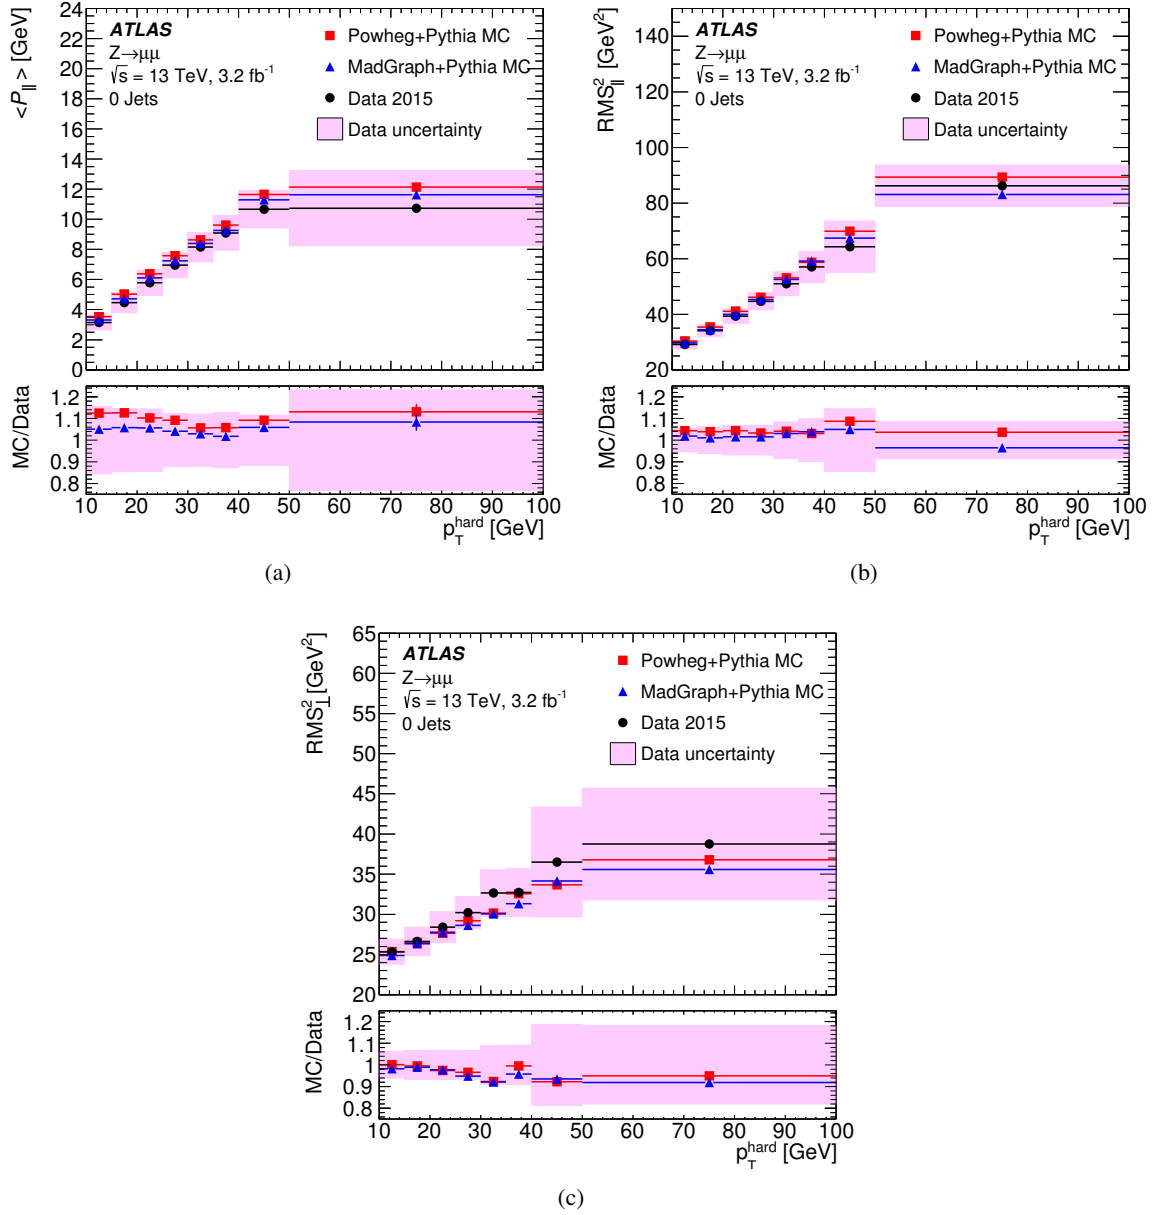 ATLAS
Z→μμ
√s = 13 TeV, 3.2 fb⁻¹
0 Jets
Powheg+Pythia MC
MadGraph+Pythia MC
Data 2015
Data uncertainty
<P∥> [GeV]
24
22
20
18
16
14
12
10
8
6
4
2
0
MC/Data
1.2
1.1
1
0.9
0.8
10 20 30 40 50 60 70 80 90 100
p_T^hard [GeV]
(a)
ATLAS
Z→μμ
√s = 13 TeV, 3.2 fb⁻¹
0 Jets
Powheg+Pythia MC
MadGraph+Pythia MC
Data 2015
Data uncertainty
RMS²∥ [GeV²]
140
120
100
80
60
40
20
MC/Data
1.2
1.1
1
0.9
0.8
10 20 30 40 50 60 70 80 90 100
p_T^hard [GeV]
(b)
ATLAS
Z→μμ
√s = 13 TeV, 3.2 fb⁻¹
0 Jets
Powheg+Pythia MC
MadGraph+Pythia MC
Data 2015
Data uncertainty
RMS²⊥ [GeV²]
65
60
55
50
45
40
35
30
25
20
MC/Data
1.2
1.1
1
0.9
0.8
10 20 30 40 50 60 70 80 90 100
p_T^hard [GeV]
(c)